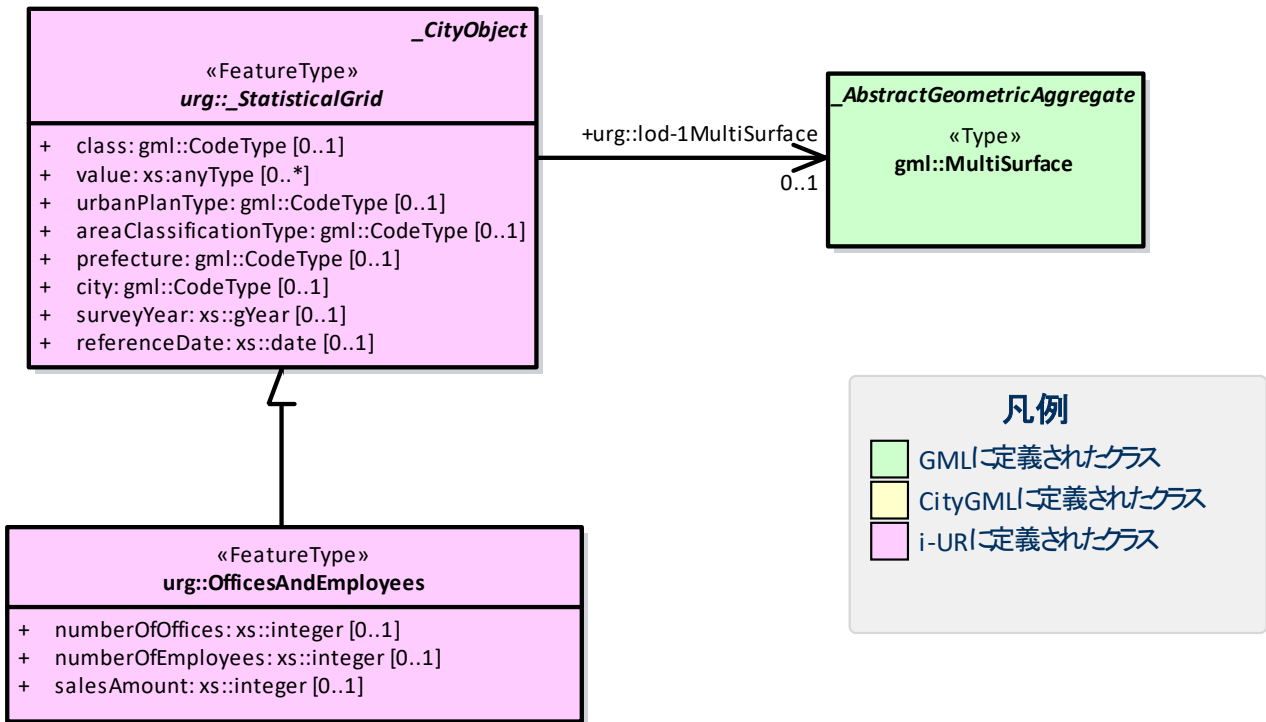 _CityObject
«FeatureType»
urg::_StatisticalGrid
+ class: gml::CodeType [0..1]
+ value: xs:anyType [0..*]
+ urbanPlanType: gml::CodeType [0..1]
+ areaClassificationType: gml::CodeType [0..1]
+ prefecture: gml::CodeType [0..1]
+ city: gml::CodeType [0..1]
+ surveyYear: xs::gYear [0..1]
+ referenceDate: xs::date [0..1]
+urg::lod-1MultiSurface
0..1
_AbstractGeometricAggregate
«Type»
gml::MultiSurface
凡例
GMLに定義されたクラス
CityGMLに定義されたクラス
i-URに定義されたクラス
«FeatureType»
urg::OfficesAndEmployees
+ numberOfOffices: xs::integer [0..1]
+ numberOfEmployees: xs::integer [0..1]
+ salesAmount: xs::integer [0..1]